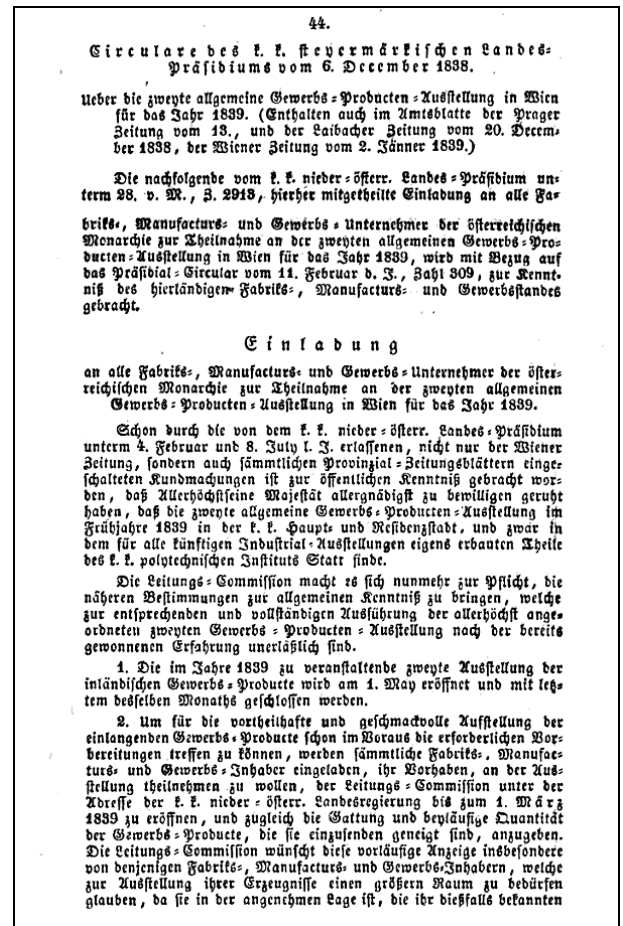 44.
Circulare des k. k. steyermärkischen Landes-
Präsidiums vom 6. December 1838.
Ueber die zweyte allgemeine Gewerbs-Producten-Ausstellung in Wien
für das Jahr 1839. (Enthalten auch im Amtsblatte der Prager
Zeitung vom 13., und der Laibacher Zeitung vom 20. Decem-
ber 1838, der Wiener Zeitung vom 2. Jänner 1839.)
Die nachfolgende vom k. k. nieder-österr. Landes-Präsidium un-
term 28. v. M., Z. 2913, hierher mitgetheilte Einladung an alle Fa-
briks-, Manufacturs- und Gewerbs-Unternehmer der österreichischen
Monarchie zur Theilnahme an der zweyten allgemeinen Gewerbs-Pro-
ducten-Ausstellung in Wien für das Jahr 1839, wird mit Bezug auf
das Präsidial-Circular vom 11. Februar d. J., Zahl 309, zur Kennt-
niß des hierländigen Fabriks-, Manufacturs- und Gewerbsstandes
gebracht.
Einladung
an alle Fabriks-, Manufacturs- und Gewerbs-Unternehmer der öster-
reichischen Monarchie zur Theilnahme an der zweyten allgemeinen
Gewerbs-Producten-Ausstellung in Wien für das Jahr 1839.
Schon durch die von dem k. k. nieder-österr. Landes-Präsidium
unterm 4. Februar und 8. July l. J. erlassenen, nicht nur der Wiener
Zeitung, sondern auch sämmtlichen Provinzial-Zeitungsblättern einge-
schalteten Kundmachungen ist zur öffentlichen Kenntniß gebracht wor-
den, daß Allerhöchstseine Majestät allergnädigst zu bewilligen geruht
haben, daß die zweyte allgemeine Gewerbs-Producten-Ausstellung im
Frühjahre 1839 in der k. k. Haupt- und Residenzstadt, und zwar in
dem für alle künftigen Industrial-Ausstellungen eigens erbauten Theile
des k. k. polytechnischen Instituts Statt finde.
Die Leitungs-Commission macht es sich nunmehr zur Pflicht, die
näheren Bestimmungen zur allgemeinen Kenntniß zu bringen, welche
zur entsprechenden und vollständigen Ausführung der allerhöchst ange-
ordneten zweyten Gewerbs-Producten-Ausstellung nach der bereits
gewonnenen Erfahrung unerläßlich sind.
1. Die im Jahre 1839 zu veranstaltende zweyte Ausstellung der
inländischen Gewerbs-Producte wird am 1. May eröffnet und mit letz-
tem desselben Monaths geschlossen werden.
2. Um für die vortheilhafte und geschmackvolle Aufstellung der
einlangenden Gewerbs-Producte schon im Voraus die erforderlichen Vor-
bereitungen treffen zu können, werden sämmtliche Fabriks-, Manufac-
turs- und Gewerbs-Inhaber eingeladen, ihr Vorhaben, an der Aus-
stellung theilnehmen zu wollen, der Leitungs-Commission unter der
Adresse der k. k. nieder-österr. Landesregierung bis zum 1. März
1839 zu eröffnen, und zugleich die Gattung und beyläufige Quantität
der Gewerbs-Producte, die sie einzusenden geneigt sind, anzugeben.
Die Leitungs-Commission wünscht diese vorläufige Anzeige insbesondere
von denjenigen Fabriks-, Manufacturs- und Gewerbs-Inhabern, welche
zur Ausstellung ihrer Erzeugnisse einen größern Raum zu bedürfen
glauben, da sie in der angenehmen Lage ist, die ihr dießfalls bekannten